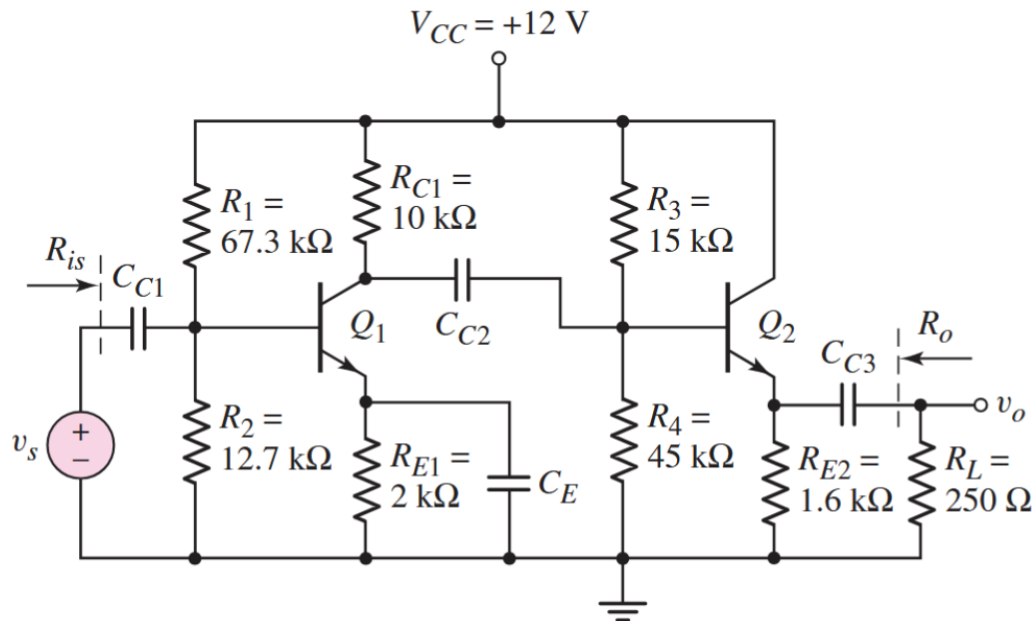 V_CC = +12 V
R_1 =
67.3 kΩ
R_C1 =
10 kΩ
R_3 =
15 kΩ
R_is
C_C1
Q_1
C_C2
Q_2
C_C3
R_o
v_o
v_s
+
−
R_2 =
12.7 kΩ
R_E1 =
2 kΩ
C_E
R_4 =
45 kΩ
R_E2 =
1.6 kΩ
R_L =
250 Ω